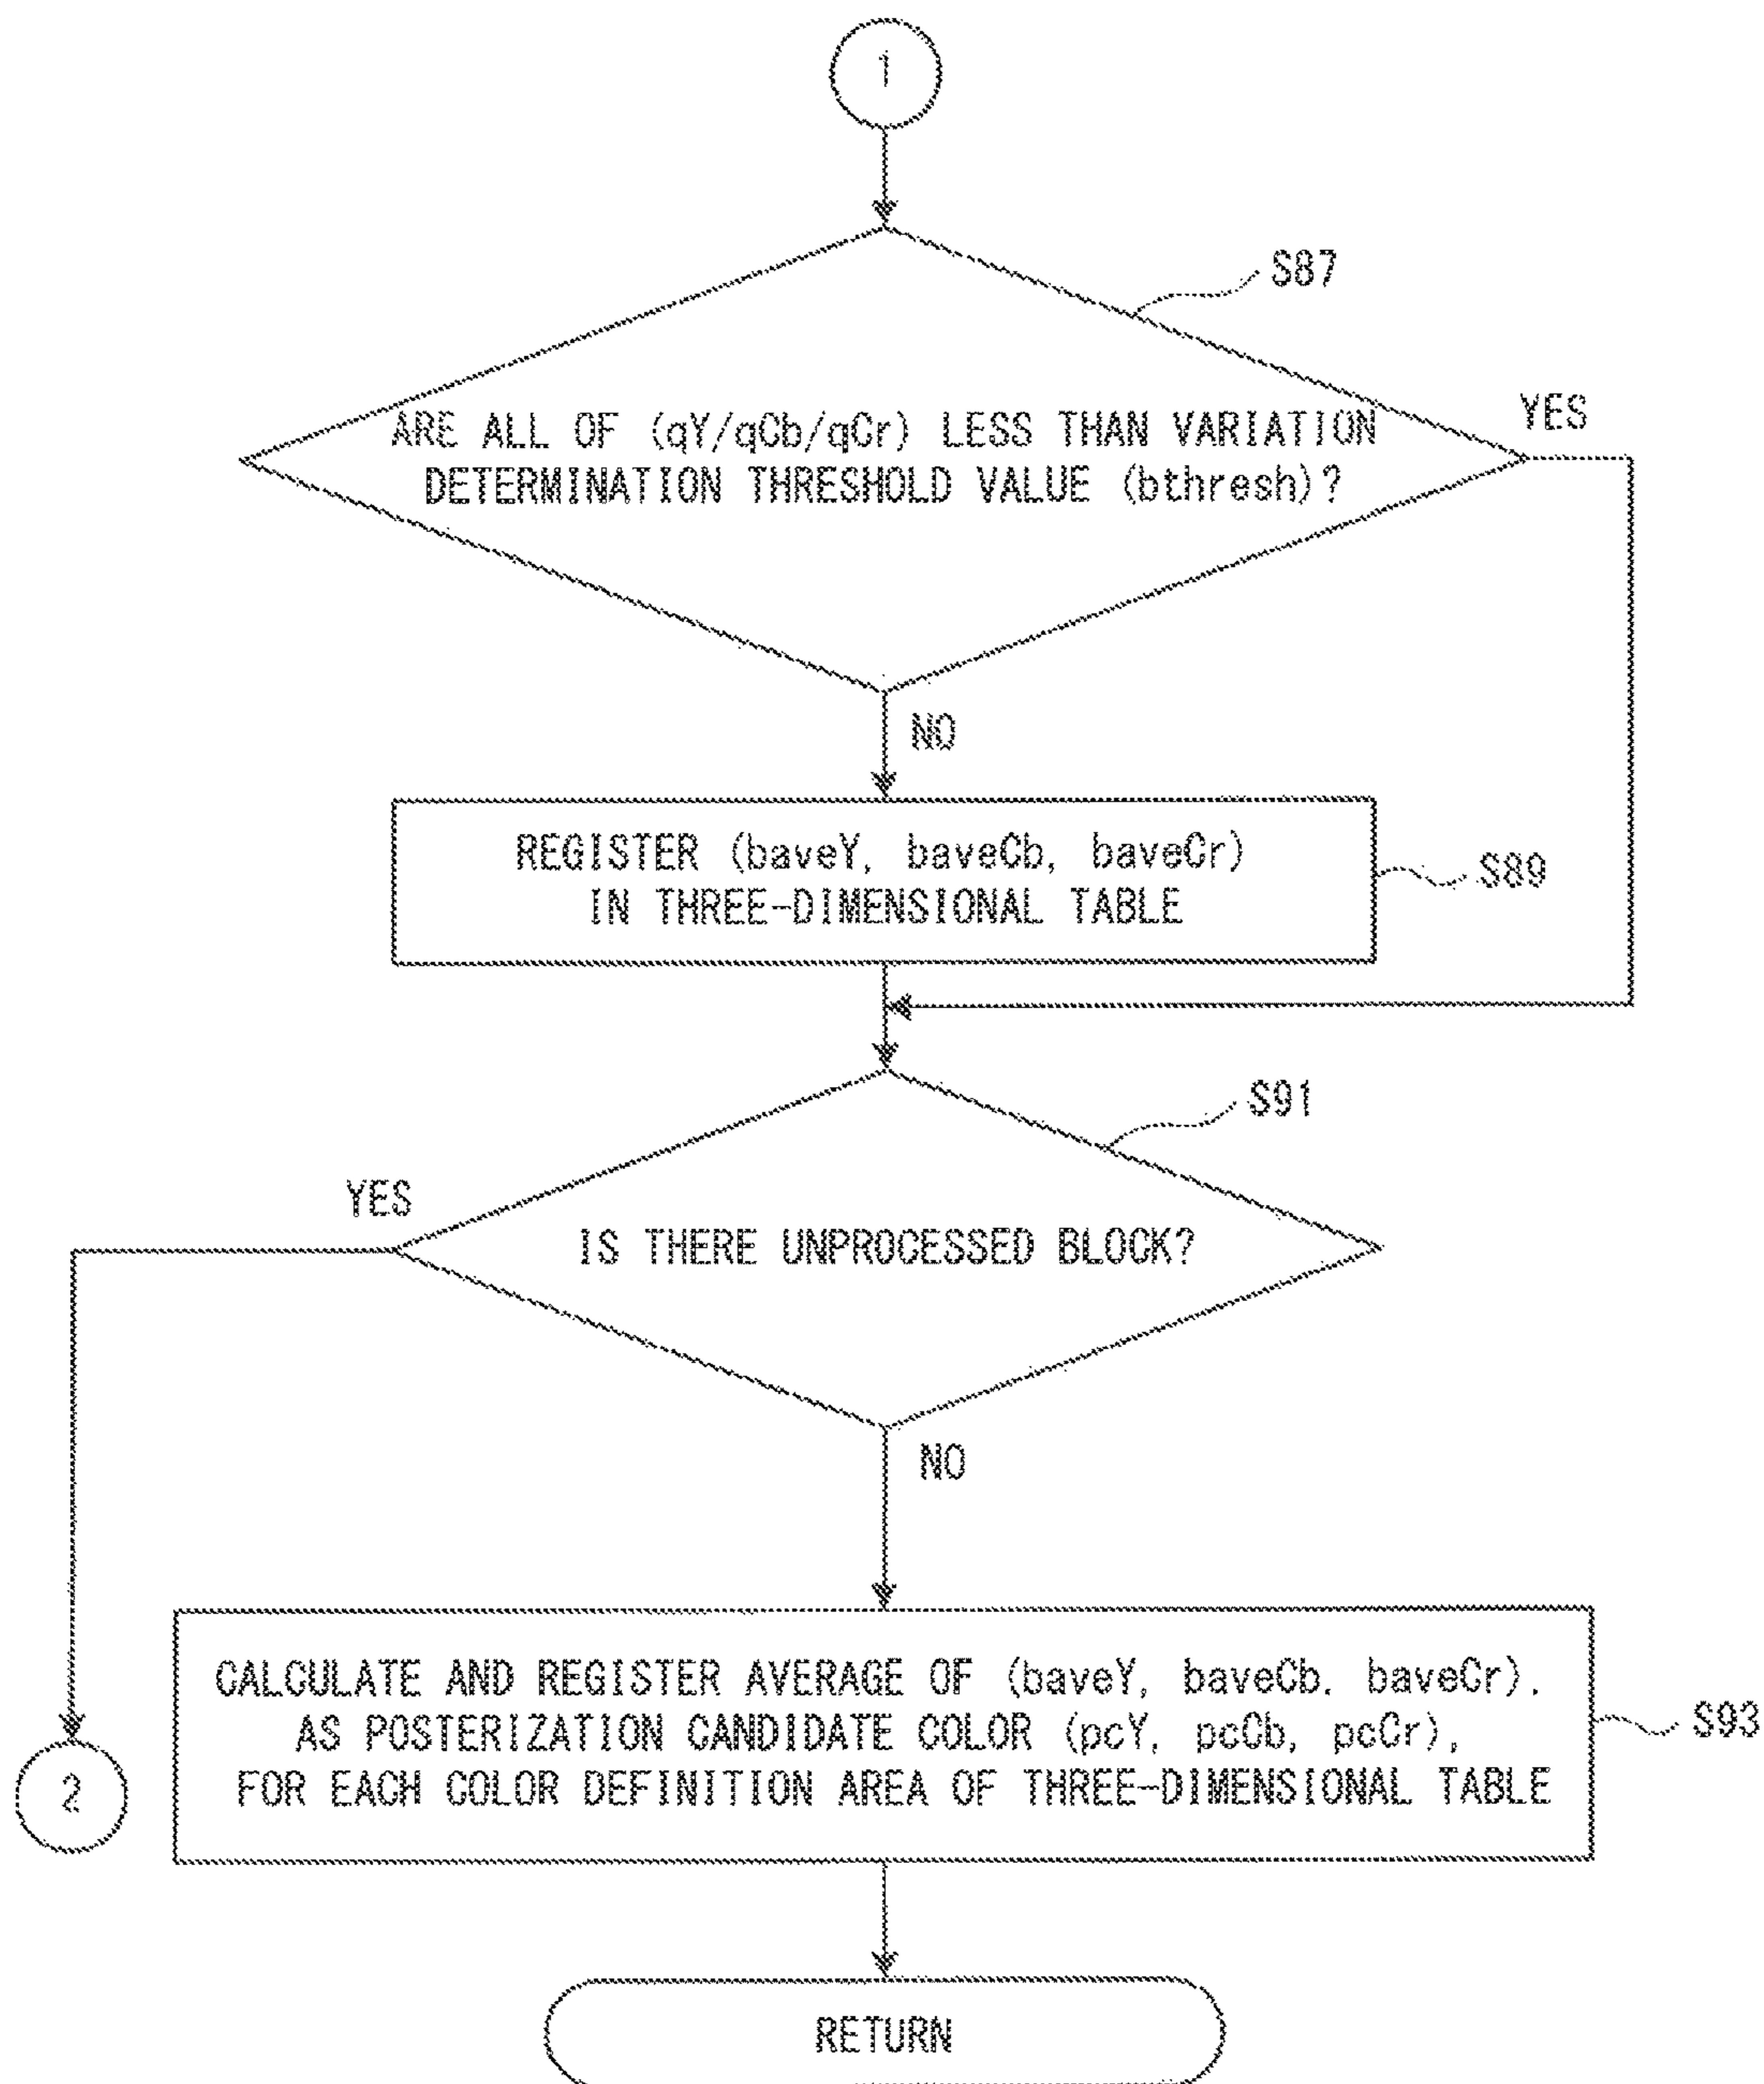 1
S87
ARE ALL OF (qY/qCb/qCr) LESS THAN VARIATION
DETERMINATION THRESHOLD VALUE (bthresh)?
YES
NO
REGISTER (baveY, baveCb, baveCr)
IN THREE-DIMENSIONAL TABLE
S89
S91
YES
IS THERE UNPROCESSED BLOCK?
NO
CALCULATE AND REGISTER AVERAGE OF (baveY, baveCb, baveCr),
AS POSTERIZATION CANDIDATE COLOR (pcY, pcCb, pcCr),
FOR EACH COLOR DEFINITION AREA OF THREE-DIMENSIONAL TABLE
S93
2
RETURN